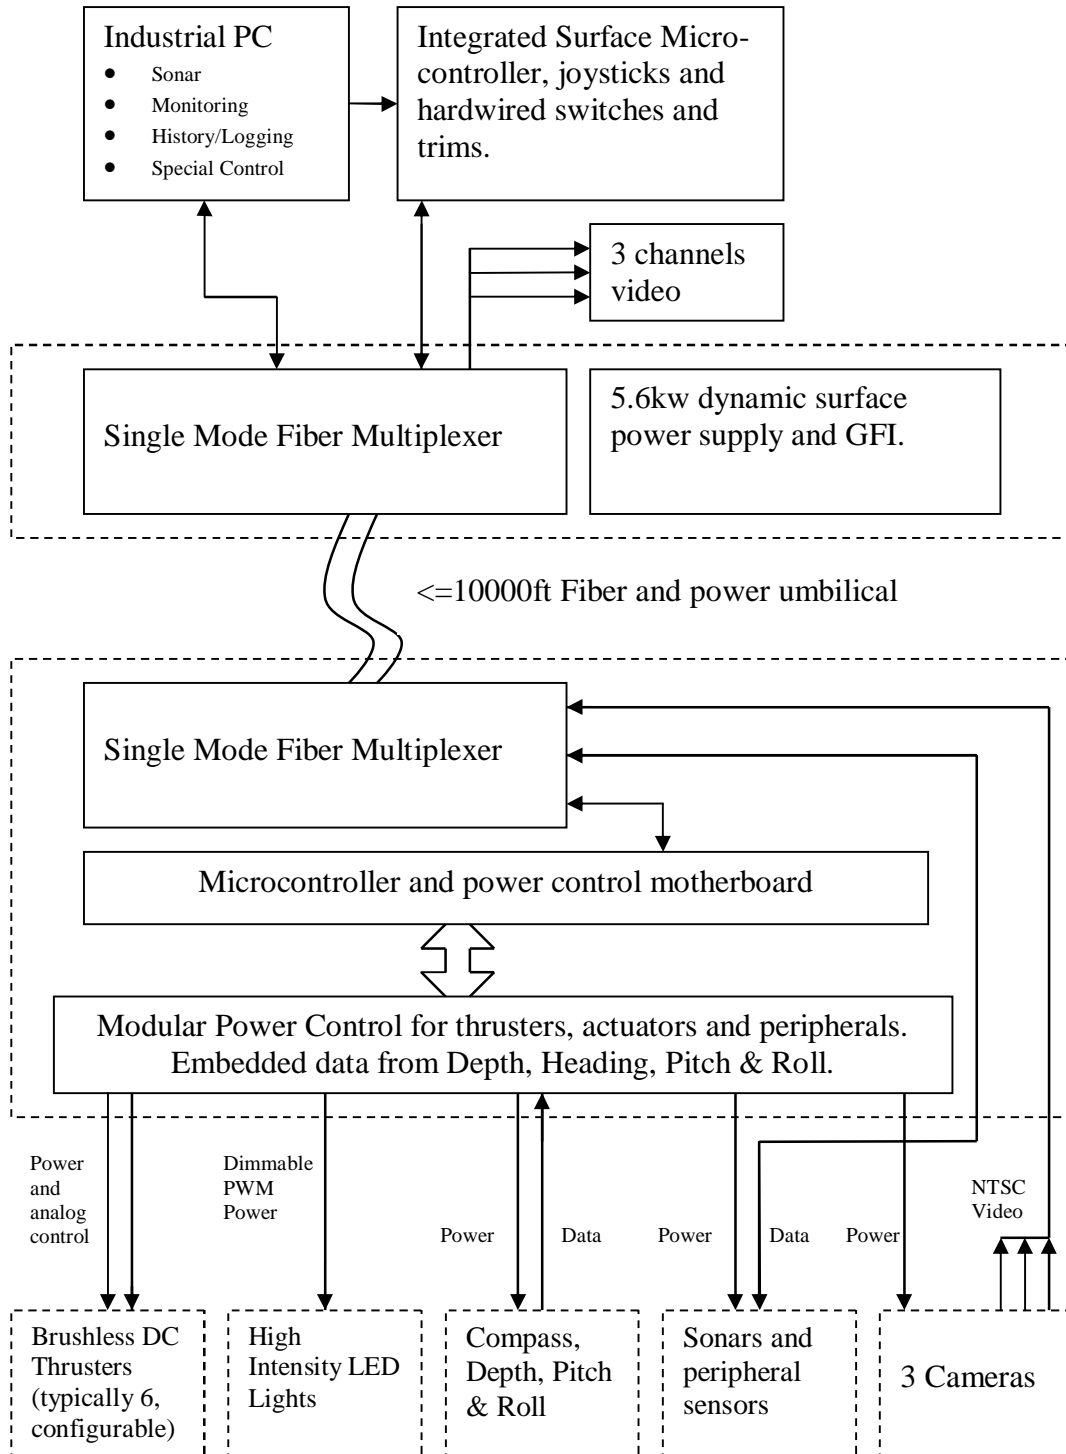 Industrial PC
● Sonar
● Monitoring
● History/Logging
● Special Control
Integrated Surface Micro-
controller, joysticks and
hardwired switches and
trims.
3 channels
video
Single Mode Fiber Multiplexer
5.6kw dynamic surface
power supply and GFI.
<=10000ft Fiber and power umbilical
Single Mode Fiber Multiplexer
Microcontroller and power control motherboard
Modular Power Control for thrusters, actuators and peripherals.
Embedded data from Depth, Heading, Pitch & Roll.
Power
and
analog
control
Dimmable
PWM
Power
Power
Data
Power
Data
Power
NTSC
Video
Brushless DC
Thrusters
(typically 6,
configurable)
High
Intensity LED
Lights
Compass,
Depth, Pitch
& Roll
Sonars and
peripheral
sensors
3 Cameras